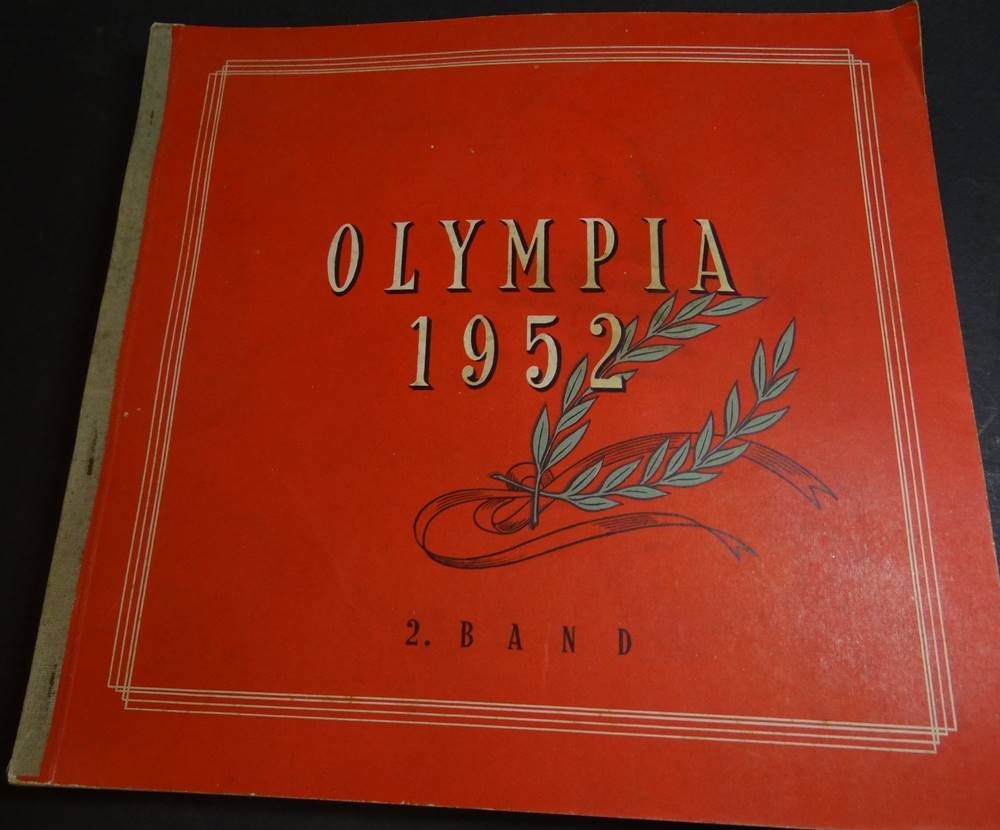 OLYMPIA
1952
2. BAND